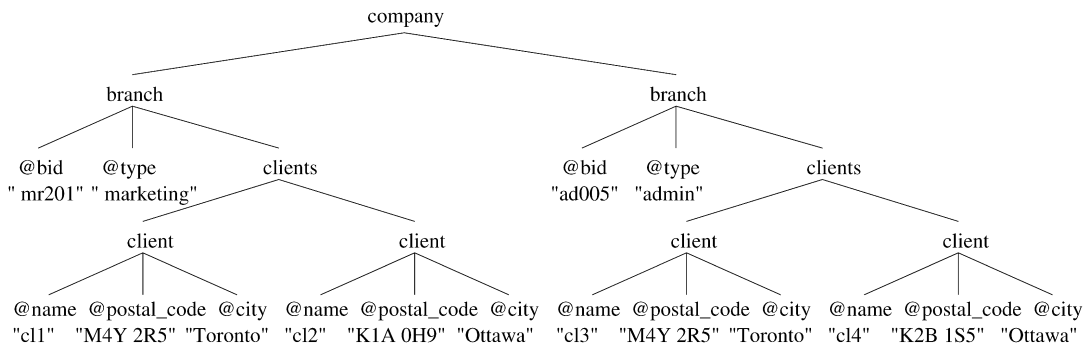 company
branch branch
@bid @type clients @bid @type clients
" mr201" " marketing" "ad005" "admin"
client client client client
@name @postal_code @city @name @postal_code @city @name @postal_code @city @name @postal_code @city
"cl1" "M4Y 2R5" "Toronto" "cl2" "K1A 0H9" "Ottawa" "cl3" "M4Y 2R5" "Toronto" "cl4" "K2B 1S5" "Ottawa"